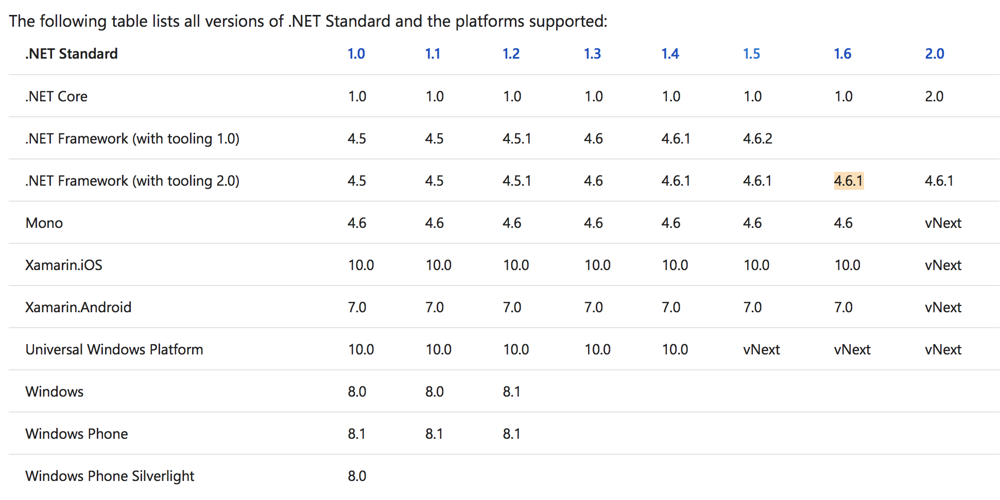 The following table lists all versions of .NET Standard and the platforms supported:
.NET Standard 1.0 1.1 1.2 1.3 1.4 1.5 1.6 2.0
.NET Core 1.0 1.0 1.0 1.0 1.0 1.0 1.0 2.0
.NET Framework (with tooling 1.0) 4.5 4.5 4.5.1 4.6 4.6.1 4.6.2
.NET Framework (with tooling 2.0) 4.5 4.5 4.5.1 4.6 4.6.1 4.6.1 4.6.1 4.6.1
Mono 4.6 4.6 4.6 4.6 4.6 4.6 4.6 vNext
Xamarin.iOS 10.0 10.0 10.0 10.0 10.0 10.0 10.0 vNext
Xamarin.Android 7.0 7.0 7.0 7.0 7.0 7.0 7.0 vNext
Universal Windows Platform 10.0 10.0 10.0 10.0 10.0 vNext vNext vNext
Windows 8.0 8.0 8.1
Windows Phone 8.1 8.1 8.1
Windows Phone Silverlight 8.0